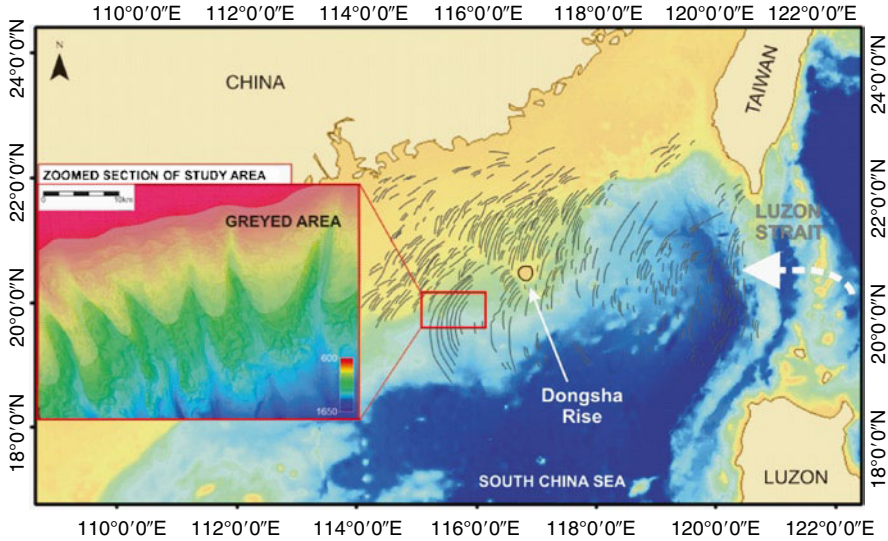 110°0′0″E 112°0′0″E 114°0′0″E 116°0′0″E 118°0′0″E 120°0′0″E 122°0′0″E
24°0′0″N
22°0′0″N
20°0′0″N
18°0′0″N
N
CHINA
TAIWAN
ZOOMED SECTION OF STUDY AREA
0 10km
GREYED AREA
600
1650
LUZON
STRAIT
Dongsha
Rise
SOUTH CHINA SEA
LUZON
24°0′0″N
22°0′0″N
20°0′0″N
18°0′0″N
110°0′0″E 112°0′0″E 114°0′0″E 116°0′0″E 118°0′0″E 120°0′0″E 122°0′0″E